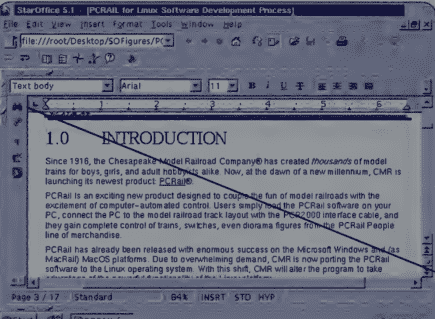 StarOffice 5.1 - [PCRAIL for Linux Software Development Process]
File Edit View Insert Format Tools Window Help
file:///root/Desktop/SOFigures/PC
Text body Arial 11 B i U
1 2 3 4 5 6
1.0 INTRODUCTION
Since 1916, the Chesapeake Model Railroad Company® has created thousands of model
trains for boys, girls, and adult hobbyists alike. Now, at the dawn of a new millennium, CMR is
launching its newest product: PCRail®.
PCRail is an exciting new product designed to couple the fun of model railroads with the
excitement of computer-automated control. Users simply load the PCRail software on your
PC, connect the PC to the model railroad track layout with the PCR2000 interface cable, and
they gain complete control of trains, switches, even diorama figures from the PCRail People
line of merchandise.
PCRail has already been released with enormous success on the Microsoft Windows and (as
MacRail) MacOS platforms. Due to overwhelming demand, CMR is now porting the PCRail
software to the Linux operating system. With this shift, CMR will alter the program to take
Page 3 / 17 Standard 84% INSRT STD HYP